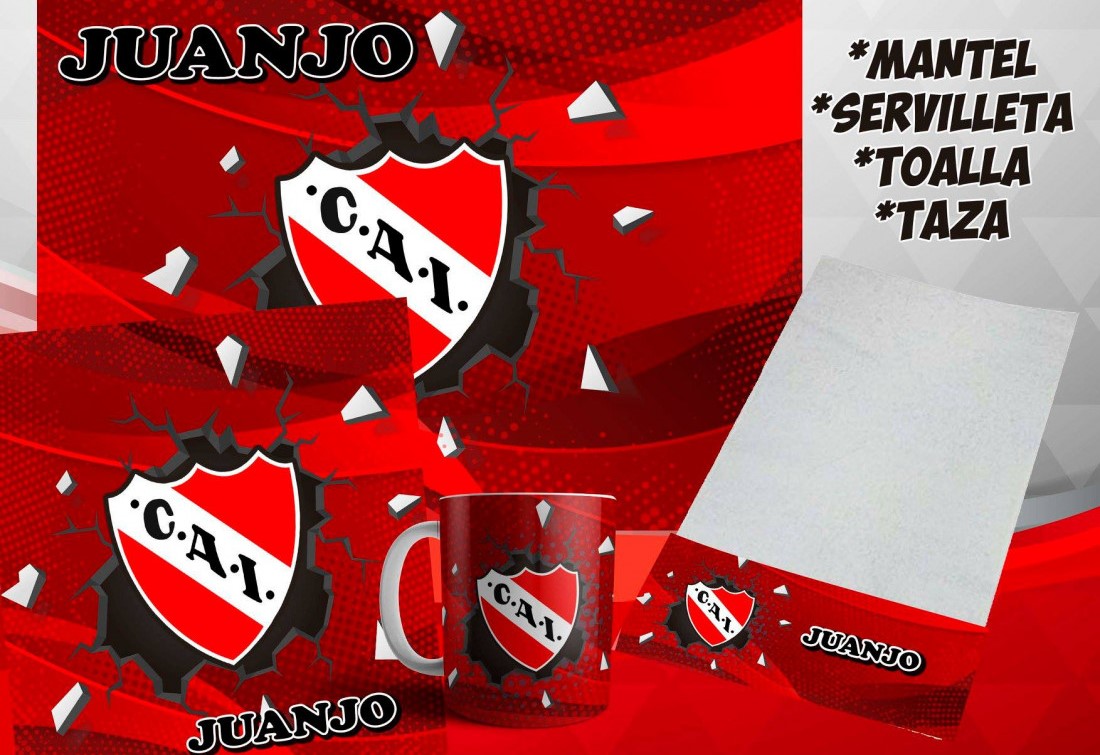 JUANJO
*MANTEL
*SERVILLETA
*TOALLA
*TAZA
·C.A.I.
·C.A.I.
·C.A.I.
·C.A.I.
JUANJO
JUANJO